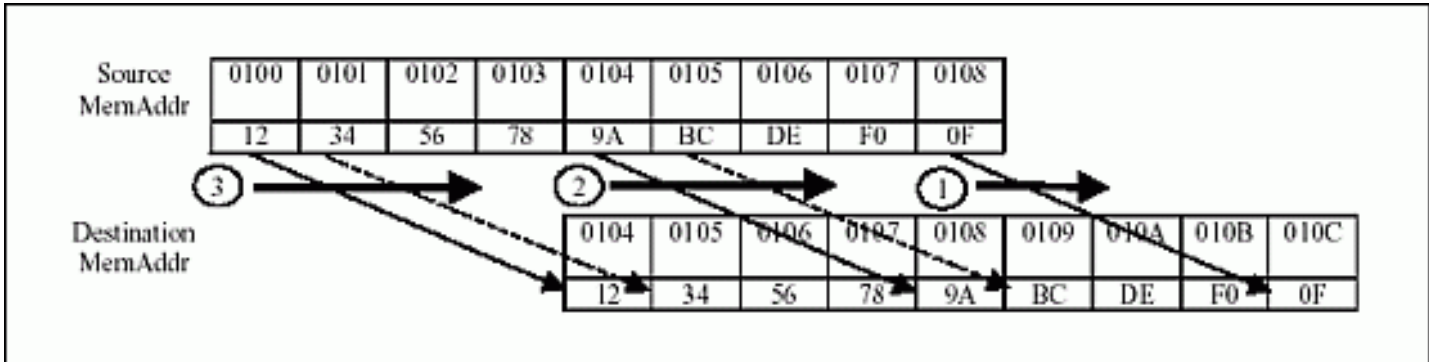 Source MemAddr
0100 0101 0102 0103 0104 0105 0106 0107 0108
12 34 56 78 9A BC DE F0 0F
3 2 1
Destination MemAddr
0104 0105 0106 0107 0108 0109 010A 010B 010C
12 34 56 78 9A BC DE F0 0F